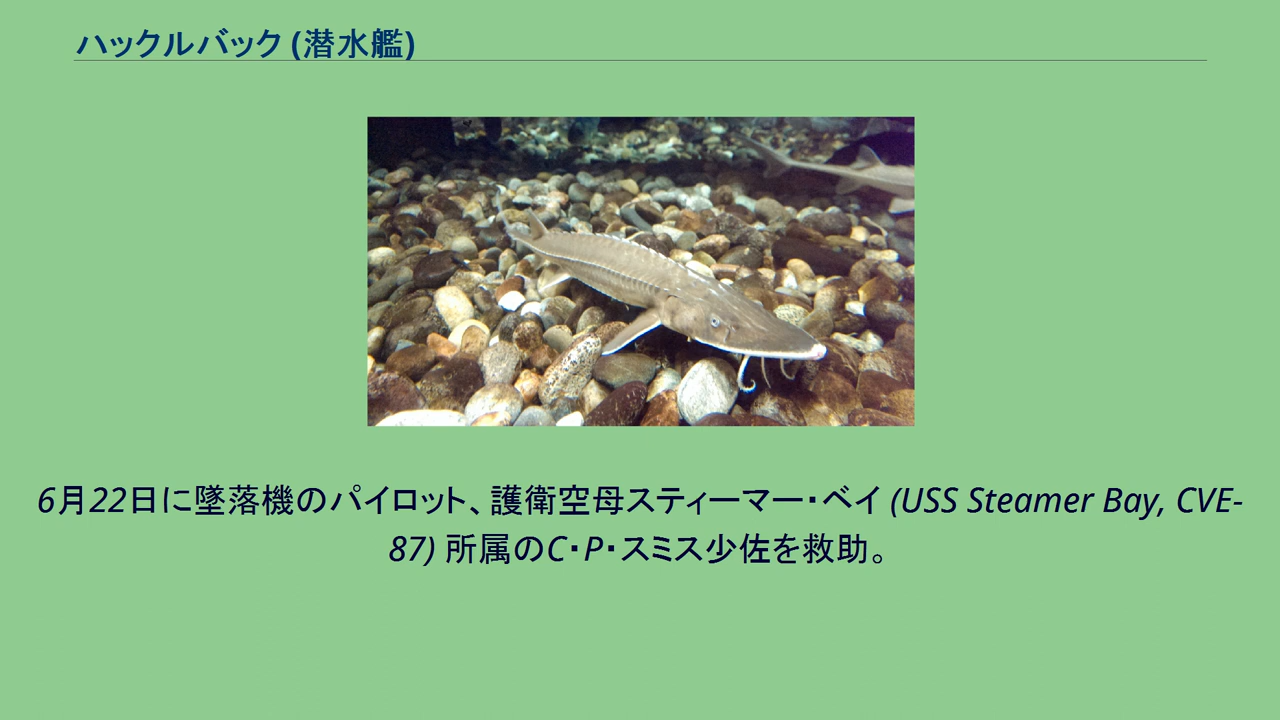 ハックルバック (潜水艦)
6月22日に墜落機のパイロット、護衛空母スティーマー・ベイ (USS Steamer Bay, CVE-
87) 所属のC・P・スミス少佐を救助。